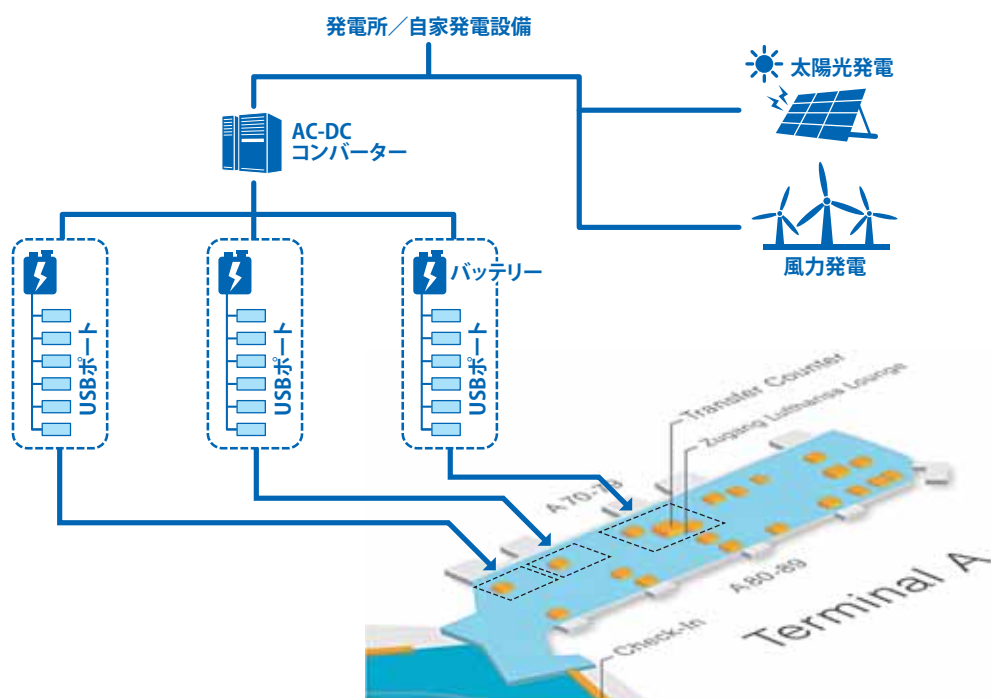 発電所／自家発電設備
太陽光発電
AC-DC
コンバーター
風力発電
バッテリー
USBポート
USBポート
USBポート
Transfer Counter
Zugang Lufthansa Lounge
A 70-79
A 80-89
Terminal A
Check-In